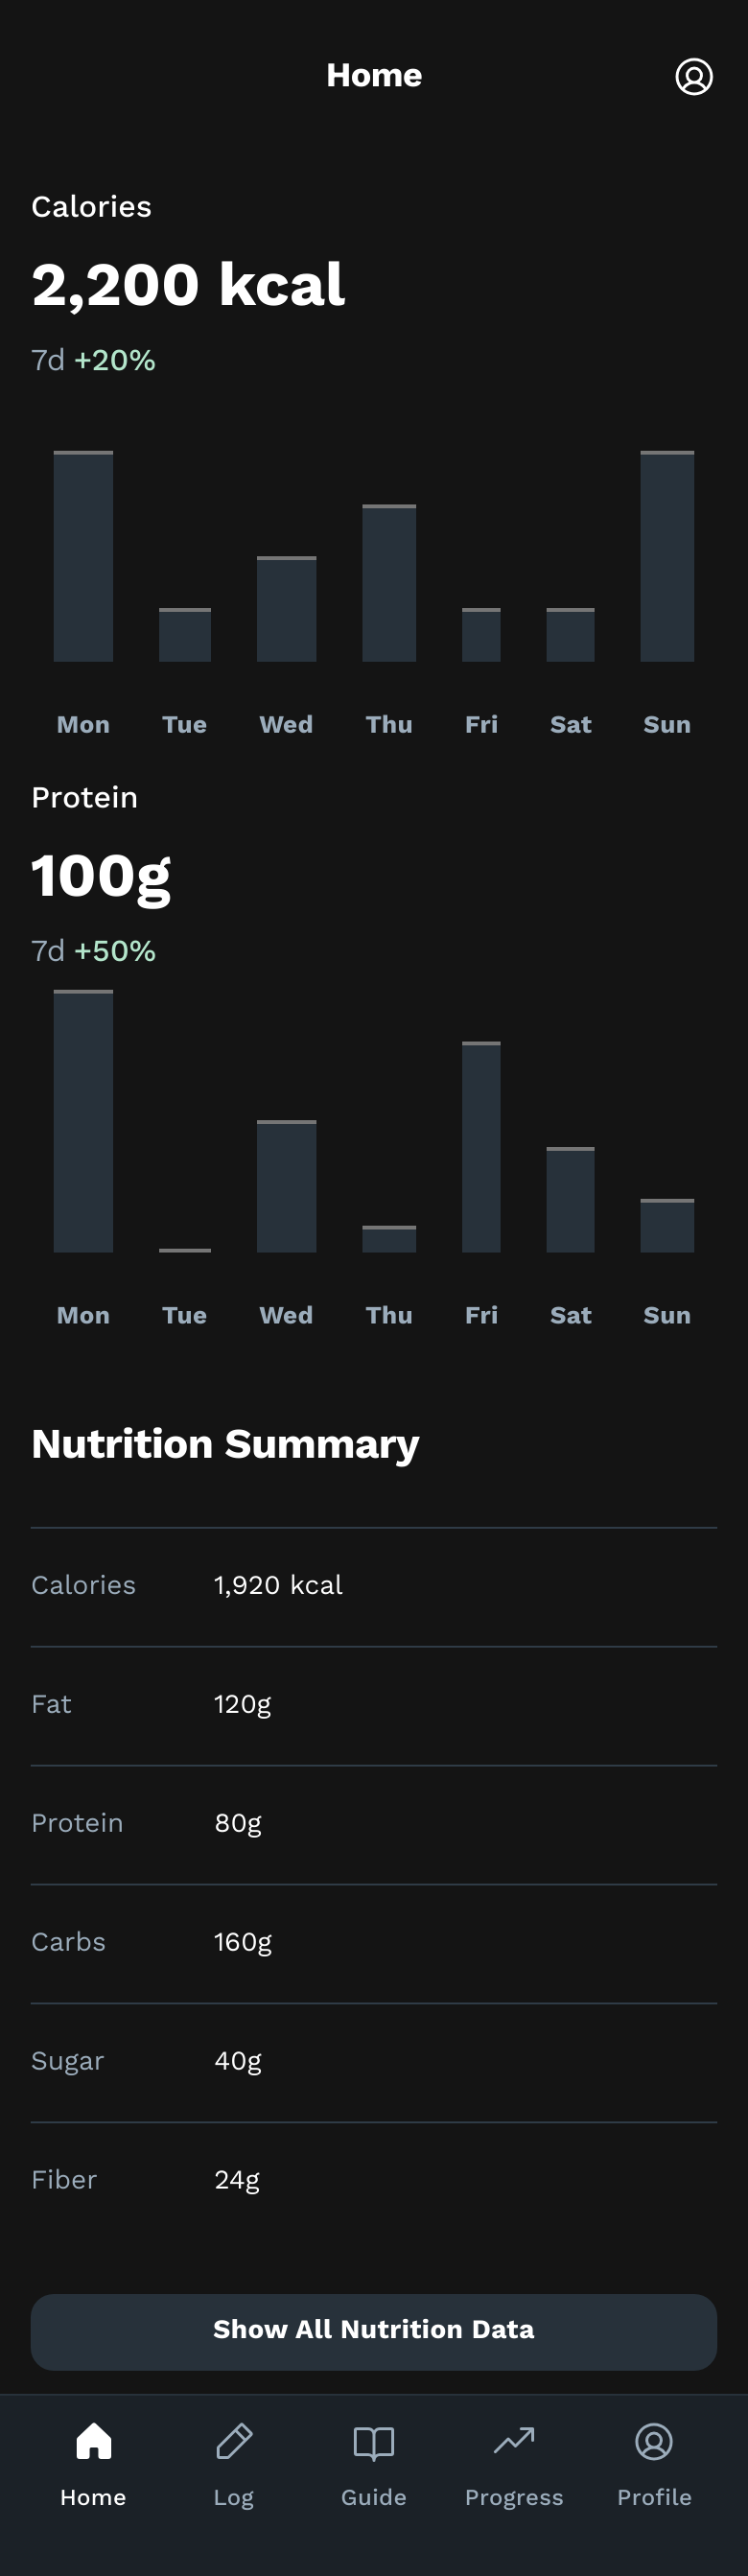 Home
Calories
2,200 kcal
7d +20%
Mon Tue Wed Thu Fri Sat Sun
Protein
100g
7d +50%
Mon Tue Wed Thu Fri Sat Sun
Nutrition Summary
Calories 1,920 kcal
Fat 120g
Protein 80g
Carbs 160g
Sugar 40g
Fiber 24g
Show All Nutrition Data
Home Log Guide Progress Profile